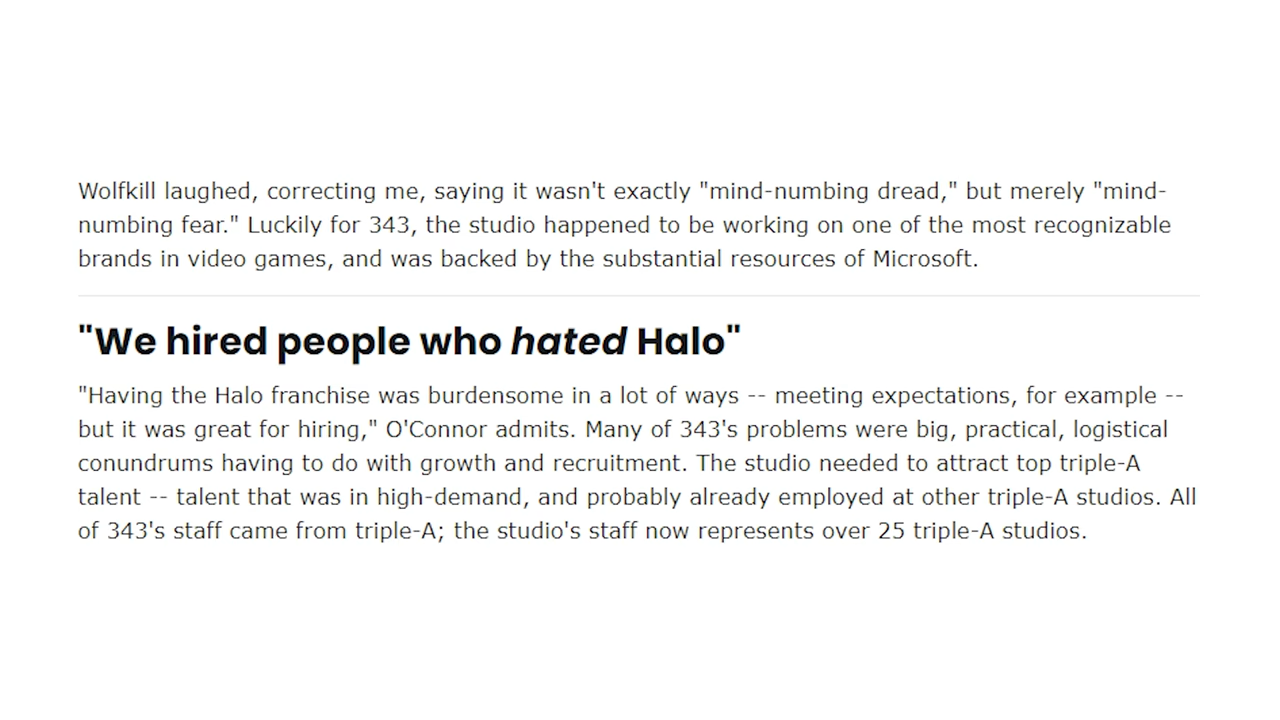 Wolfkill laughed, correcting me, saying it wasn't exactly "mind-numbing dread," but merely "mind-
numbing fear." Luckily for 343, the studio happened to be working on one of the most recognizable
brands in video games, and was backed by the substantial resources of Microsoft.
"We hired people who hated Halo"
"Having the Halo franchise was burdensome in a lot of ways -- meeting expectations, for example --
but it was great for hiring," O'Connor admits. Many of 343's problems were big, practical, logistical
conundrums having to do with growth and recruitment. The studio needed to attract top triple-A
talent -- talent that was in high-demand, and probably already employed at other triple-A studios. All
of 343's staff came from triple-A; the studio's staff now represents over 25 triple-A studios.